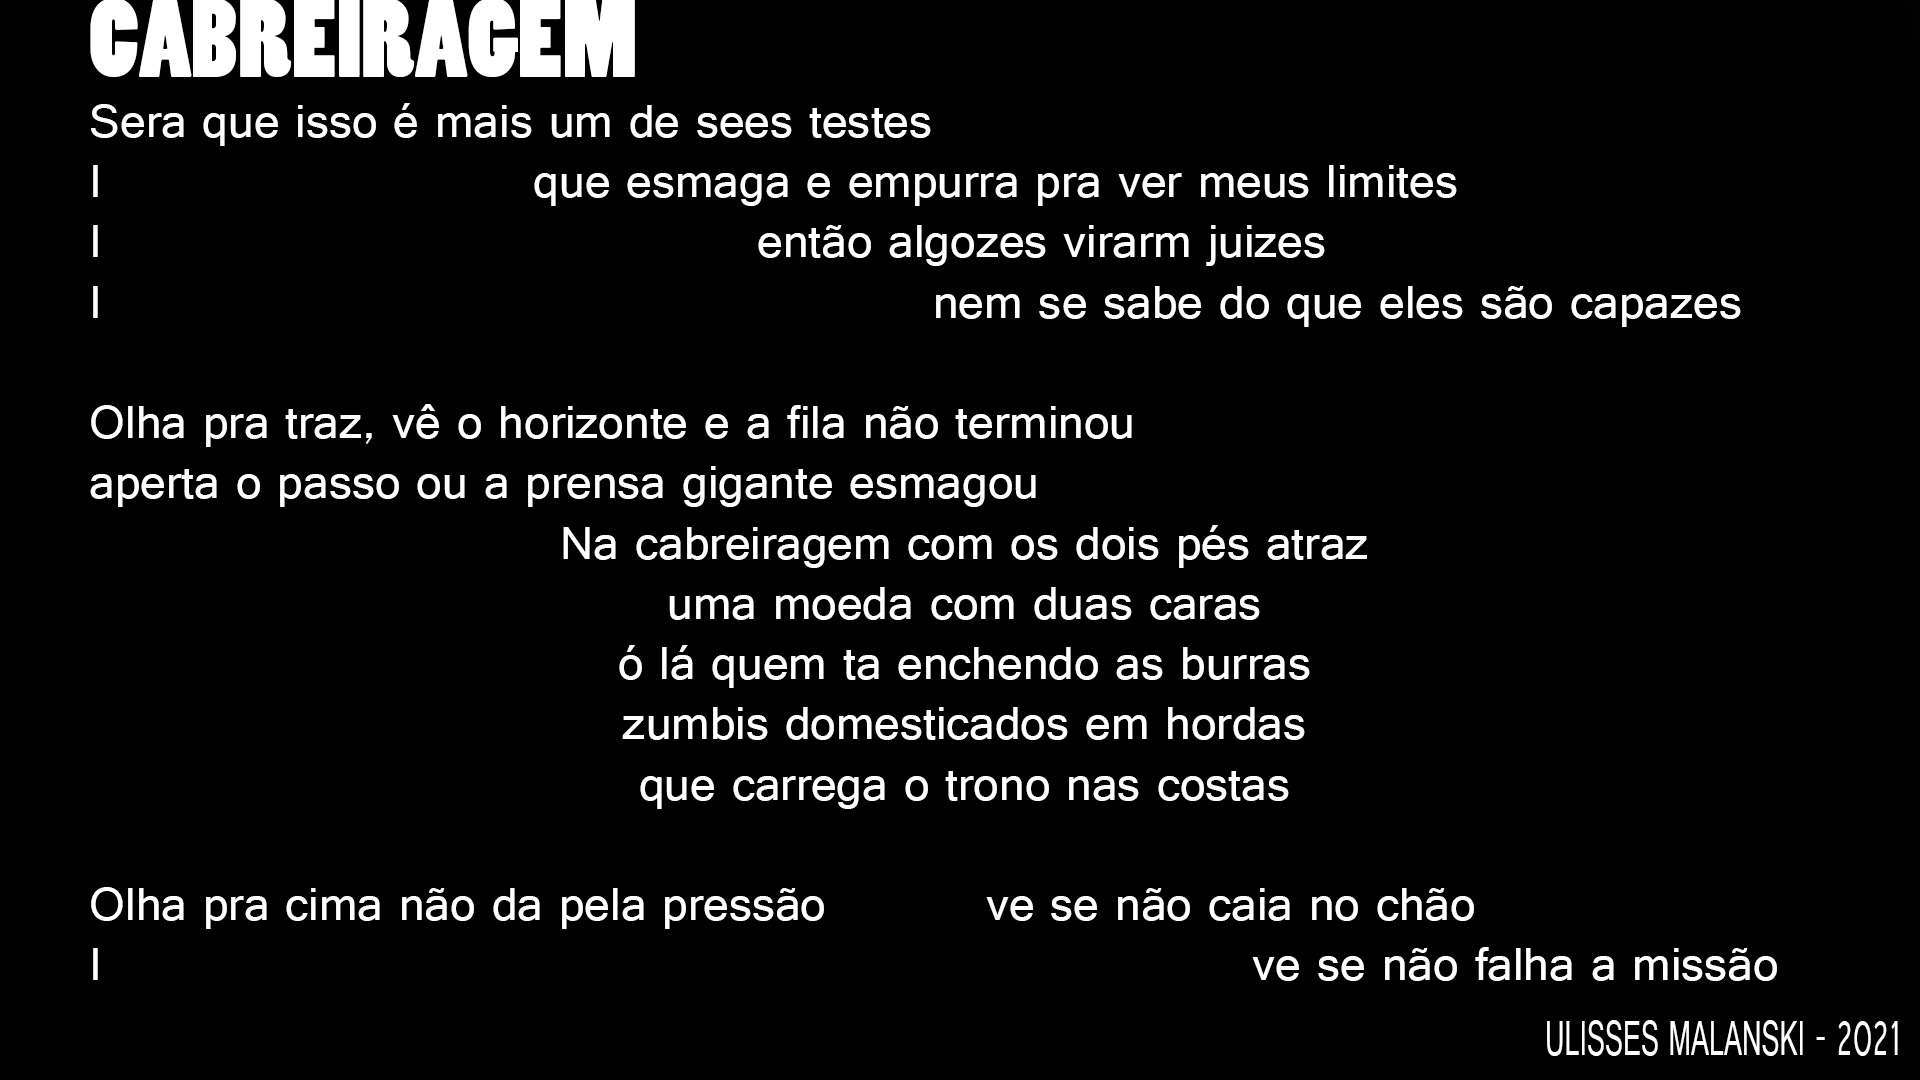 CABREIRAGEM
Sera que isso é mais um de sees testes
I que esmaga e empurra pra ver meus limites
I então algozes virarm juizes
I nem se sabe do que eles são capazes
Olha pra traz, vê o horizonte e a fila não terminou
aperta o passo ou a prensa gigante esmagou
Na cabreiragem com os dois pés atraz
uma moeda com duas caras
ó lá quem ta enchendo as burras
zumbis domesticados em hordas
que carrega o trono nas costas
Olha pra cima não da pela pressão ve se não caia no chão
I ve se não falha a missão
ULISSES MALANSKI - 2021